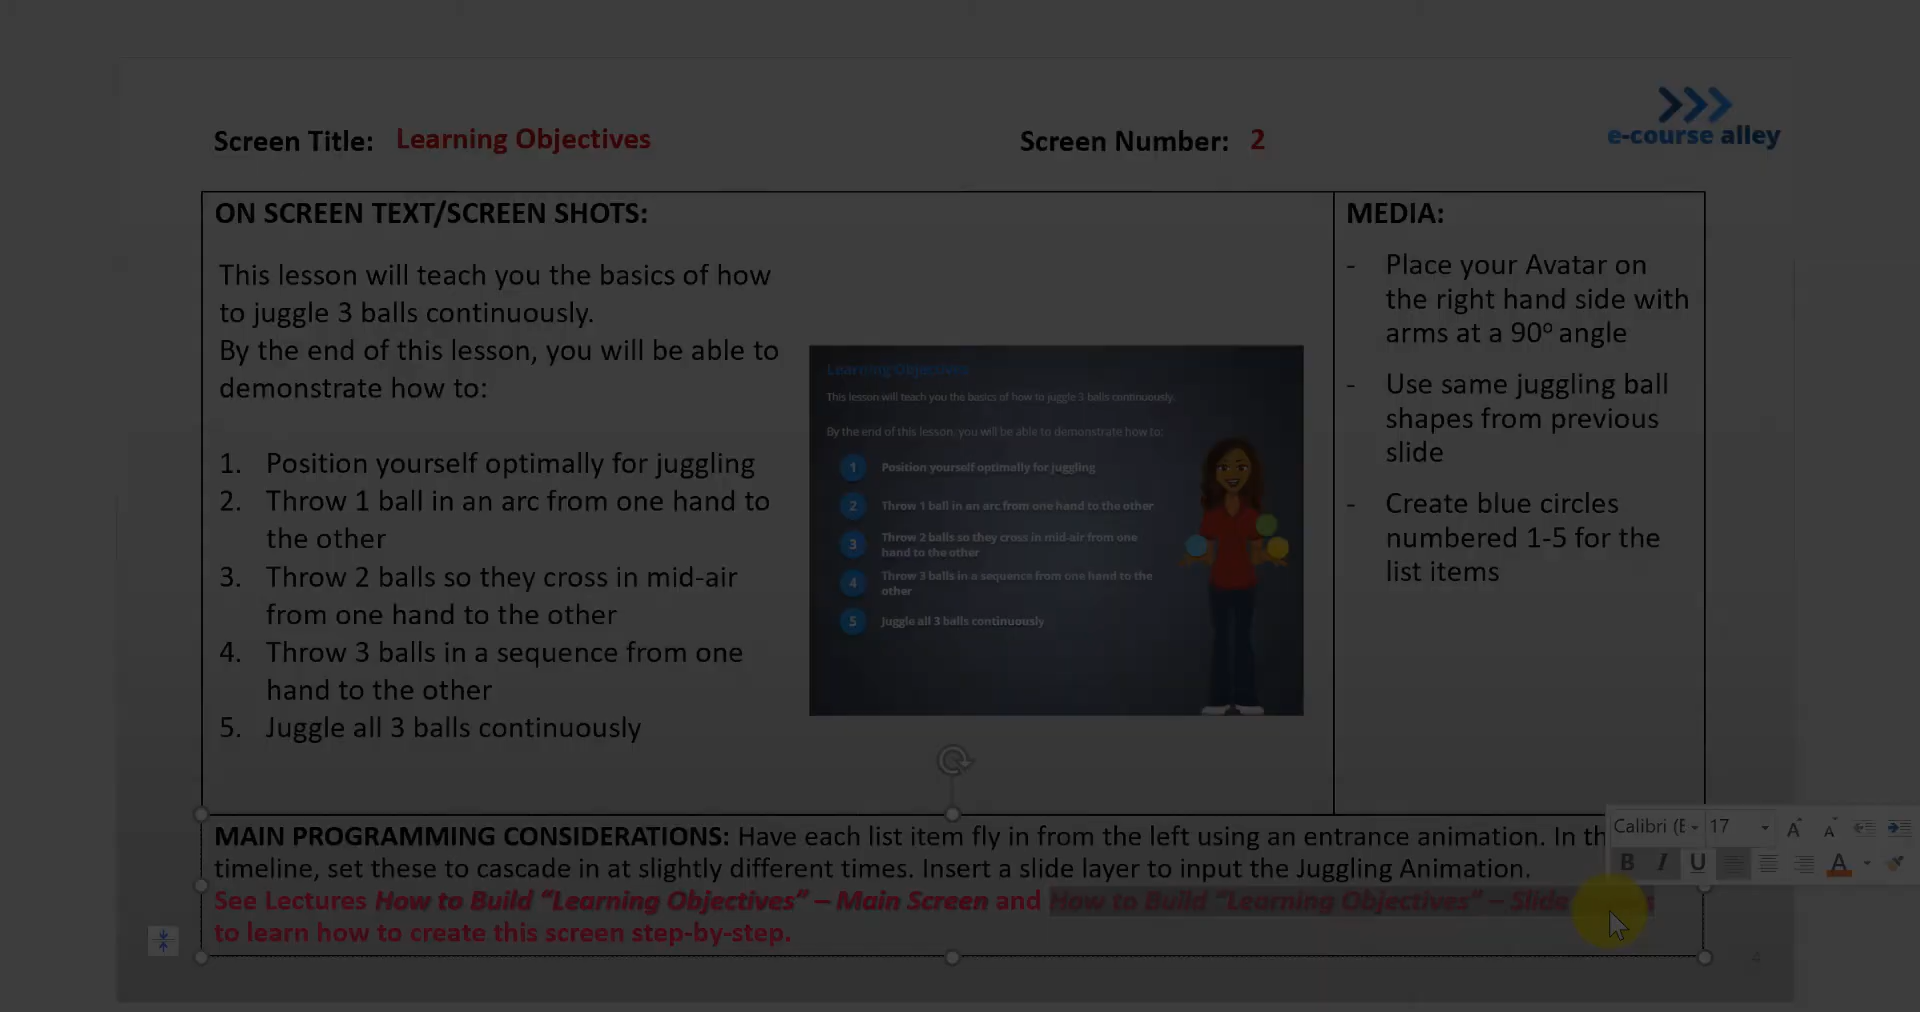 e-course alley
Screen Title: Learning Objectives
Screen Number: 2
ON SCREEN TEXT/SCREEN SHOTS:
This lesson will teach you the basics of how
to juggle 3 balls continuously.
By the end of this lesson, you will be able to
demonstrate how to:
1. Position yourself optimally for juggling
2. Throw 1 ball in an arc from one hand to
the other
3. Throw 2 balls so they cross in mid-air
from one hand to the other
4. Throw 3 balls in a sequence from one
hand to the other
5. Juggle all 3 balls continuously
Learning Objectives
This lesson will teach you the basics of how to juggle 3 balls continuously.
By the end of this lesson, you will be able to demonstrate how to:
1 Position yourself optimally for juggling
2 Throw 1 ball in an arc from one hand to the other
3 Throw 2 balls so they cross in mid-air from one
hand to the other
4 Throw 3 balls in a sequence from one hand to the
other
5 Juggle all 3 balls continuously
MEDIA:
- Place your Avatar on
the right hand side with
arms at a 90º angle
- Use same juggling ball
shapes from previous
slide
- Create blue circles
numbered 1-5 for the
list items
MAIN PROGRAMMING CONSIDERATIONS: Have each list item fly in from the left using an entrance animation. In th
timeline, set these to cascade in at slightly different times. Insert a slide layer to input the Juggling Animation.
See Lectures How to Build “Learning Objectives” – Main Screen and How to Build “Learning Objectives” – Slide
to learn how to create this screen step-by-step.
Calibri (E 17 A A
B I U A
4